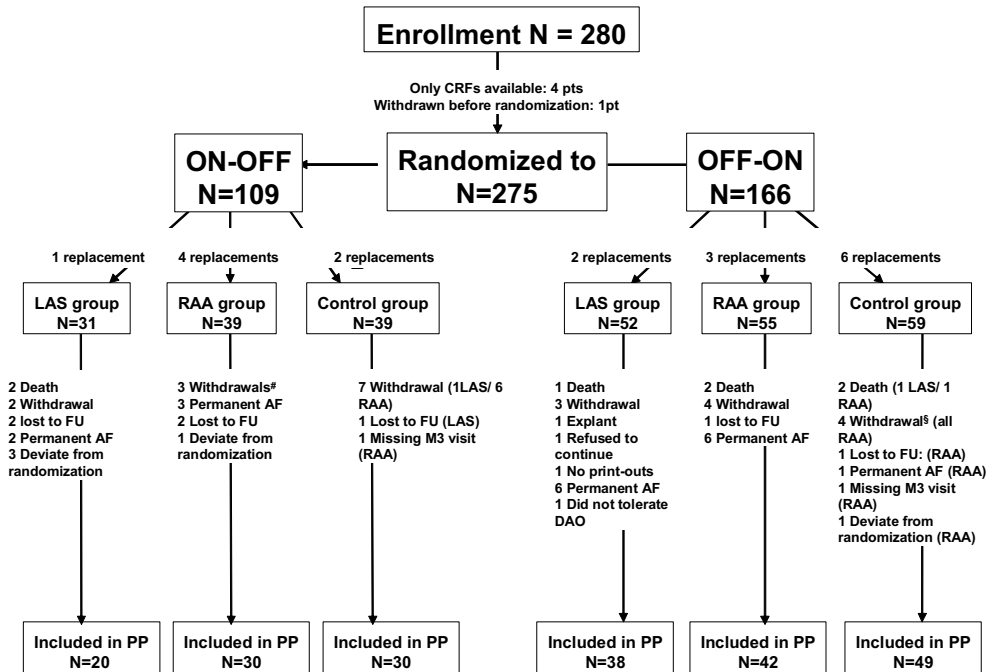 Enrollment N = 280
Only CRFs available: 4 pts
Withdrawn before randomization: 1pt
ON-OFF
N=109
Randomized to
N=275
OFF-ON
N=166
1 replacement
4 replacements
2 replacements
2 replacements
3 replacements
6 replacements
LAS group
N=31
RAA group
N=39
Control group
N=39
LAS group
N=52
RAA group
N=55
Control group
N=59
2 Death
2 Withdrawal
2 lost to FU
2 Permanent AF
3 Deviate from
randomization
3 Withdrawals#
3 Permanent AF
2 Lost to FU
1 Deviate from
randomization
7 Withdrawal (1LAS/ 6
RAA)
1 Lost to FU (LAS)
1 Missing M3 visit
(RAA)
1 Death
3 Withdrawal
1 Explant
1 Refused to
continue
1 No print-outs
6 Permanent AF
1 Did not tolerate
DAO
2 Death
4 Withdrawal
1 lost to FU
6 Permanent AF
2 Death (1 LAS/ 1
RAA)
4 Withdrawal§ (all
RAA)
1 Lost to FU: (RAA)
1 Permanent AF (RAA)
1 Missing M3 visit
(RAA)
1 Deviate from
randomization (RAA)
Included in PP
N=20
Included in PP
N=30
Included in PP
N=30
Included in PP
N=38
Included in PP
N=42
Included in PP
N=49